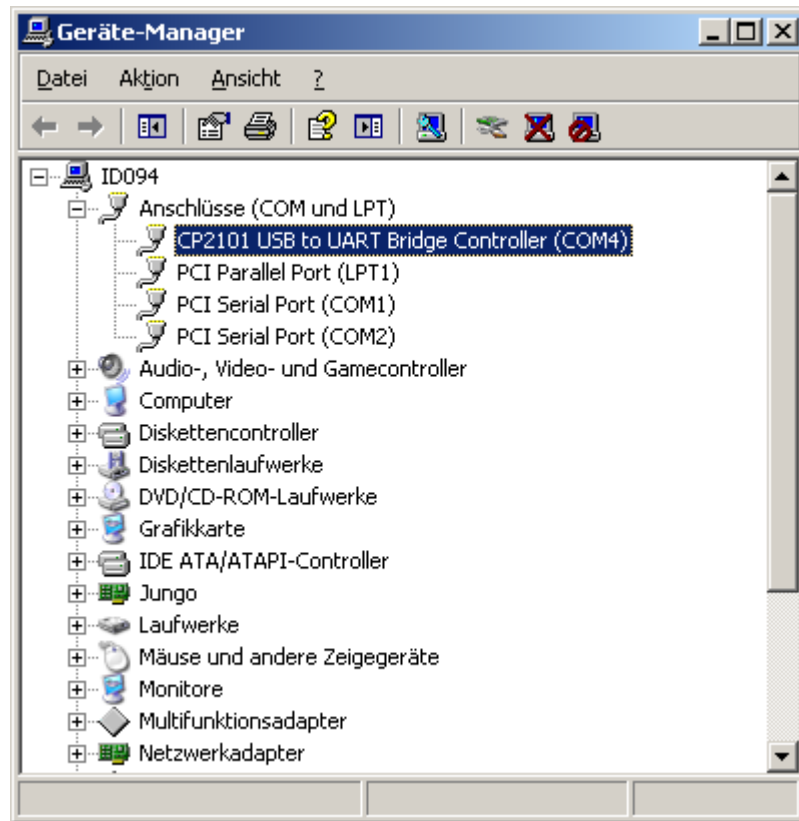 Geräte-Manager
Datei Aktion Ansicht ?
ID094
Anschlüsse (COM und LPT)
CP2101 USB to UART Bridge Controller (COM4)
PCI Parallel Port (LPT1)
PCI Serial Port (COM1)
PCI Serial Port (COM2)
Audio-, Video- und Gamecontroller
Computer
Diskettencontroller
Diskettenlaufwerke
DVD/CD-ROM-Laufwerke
Grafikkarte
IDE ATA/ATAPI-Controller
Jungo
Laufwerke
Mäuse und andere Zeigegeräte
Monitore
Multifunktionsadapter
Netzwerkadapter